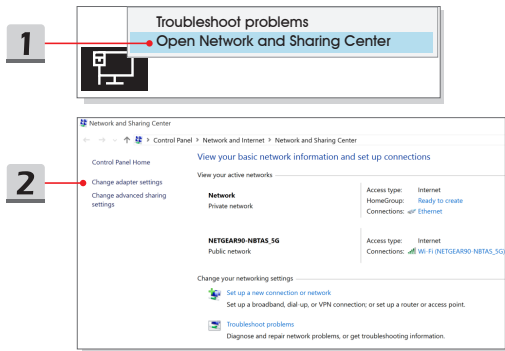 Troubleshoot problems
1
Open Network and Sharing Center
Network and Sharing Center
Control Panel > Network and Internet > Network and Sharing Center
Control Panel Home
View your basic network information and set up connections
View your active networks
2
Change adapter settings
Change advanced sharing
settings
Network
Private network
Access type: Internet
HomeGroup: Ready to create
Connections: Ethernet
NETGEAR90-NBTAS_5G
Public network
Access type: Internet
Connections: Wi-Fi (NETGEAR90-NBTAS_5G)
Change your networking settings
Set up a new connection or network
Set up a broadband, dial-up, or VPN connection; or set up a router or access point.
Troubleshoot problems
Diagnose and repair network problems, or get troubleshooting information.